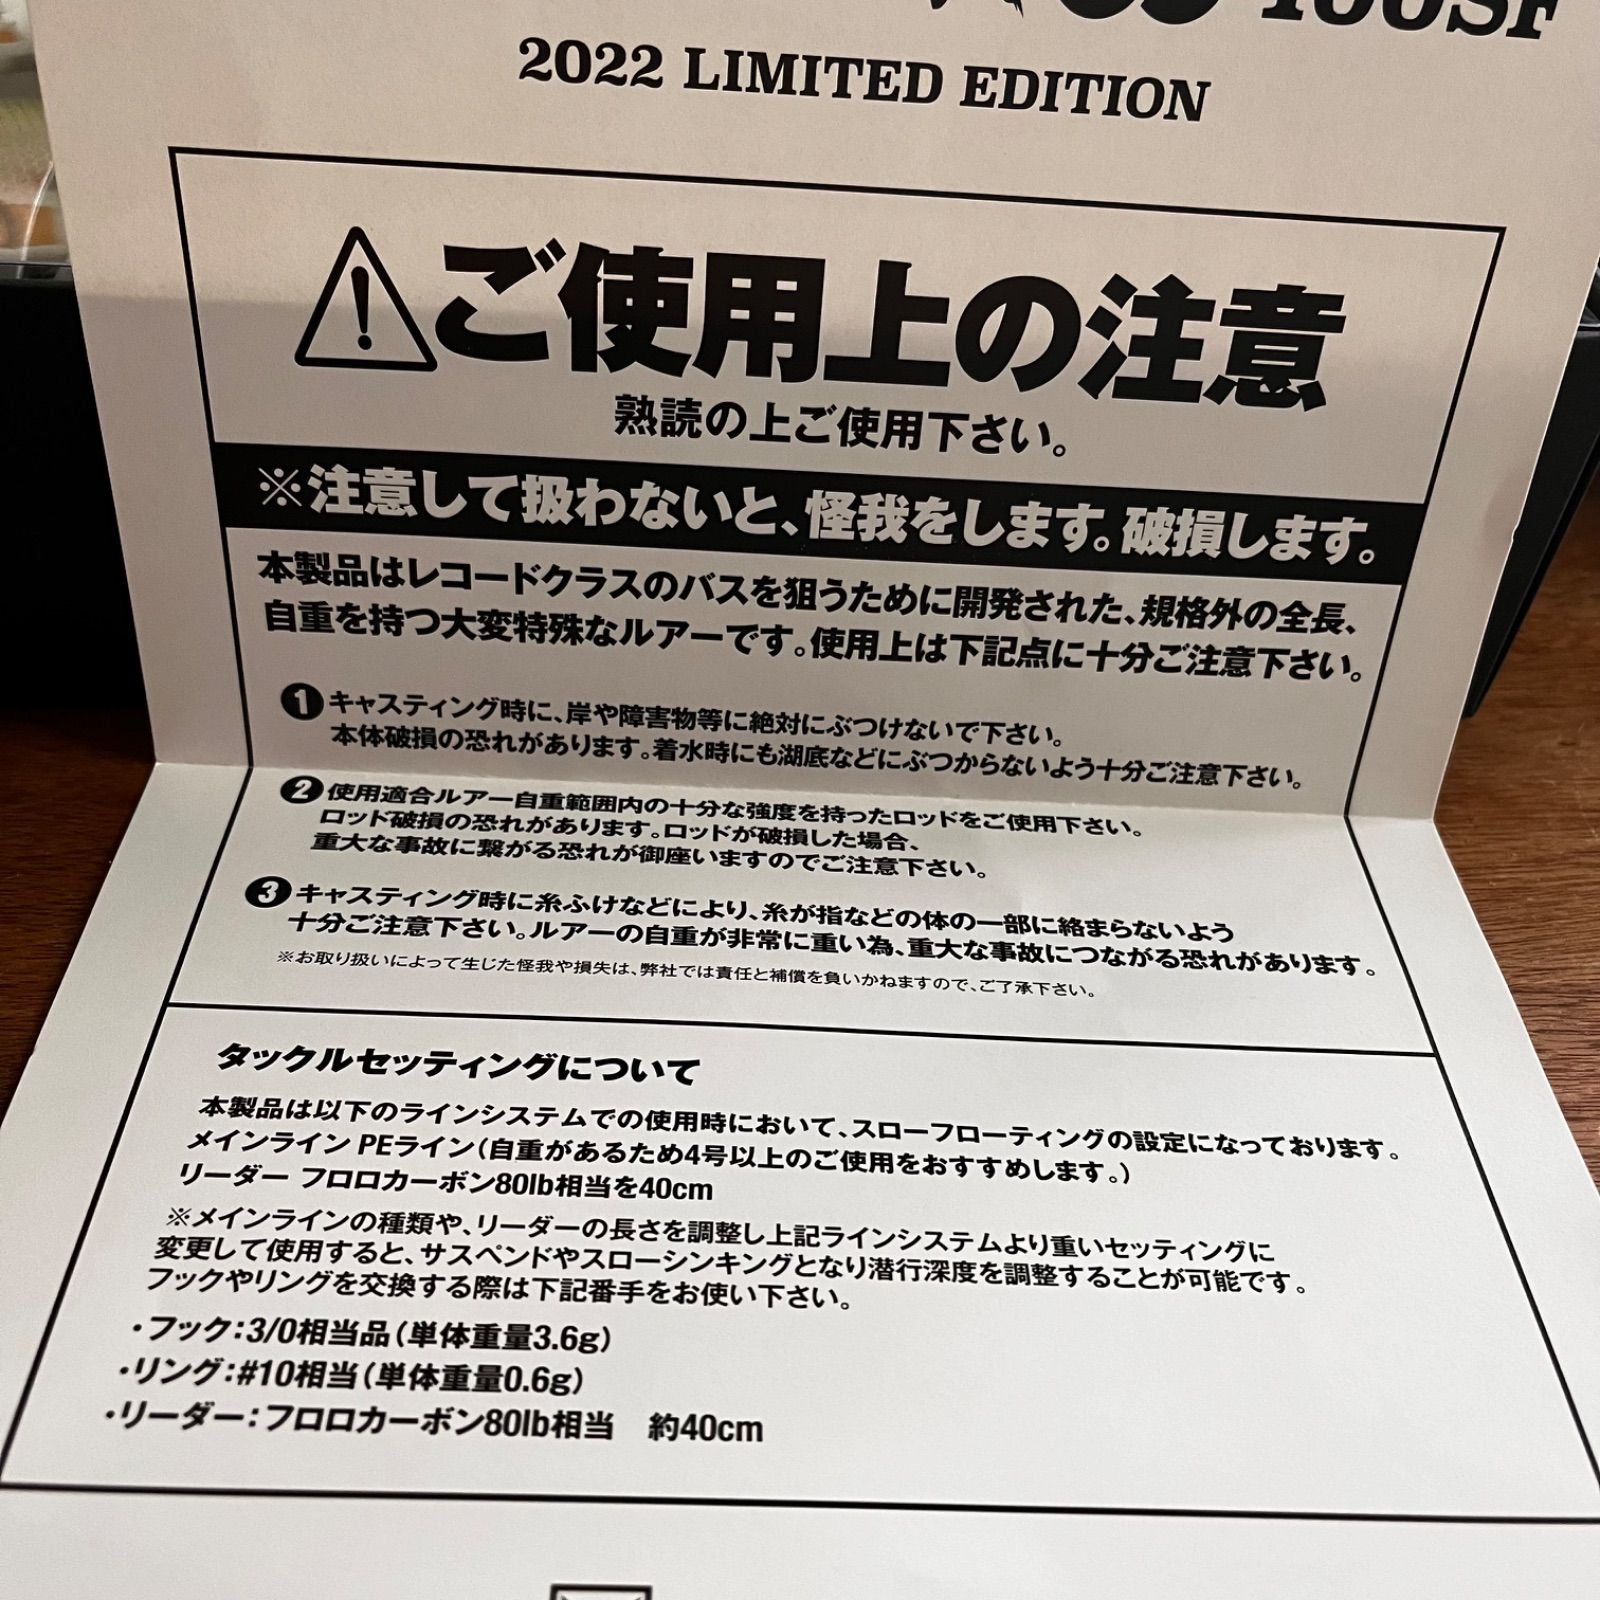 2022 LIMITED EDITION
ご使用上の注意
熟読の上ご使用下さい。
※注意して扱わないと、怪我をします。破損します。
本製品はレコードクラスのバスを狙うために開発された、規格外の全長、
自重を持つ大変特殊なルアーです。使用上は下記点に十分ご注意下さい。
❶キャスティング時に、岸や障害物等に絶対にぶつけないで下さい。
本体破損の恐れがあります。着水時にも湖底などにぶつからないよう十分ご注意下さい。
❷使用適合ルアー自重範囲内の十分な強度を持ったロッドをご使用下さい。
ロッド破損の恐れがあります。ロッドが破損した場合、
重大な事故に繋がる恐れが御座いますのでご注意下さい。
❸キャスティング時に糸ふけなどにより、糸が指などの体の一部に絡まらないよう
十分ご注意下さい。ルアーの自重が非常に重い為、重大な事故につながる恐れがあります。
※お取り扱いによって生じた怪我や損失は、弊社では責任と補償を負いかねますので、ご了承下さい。
タックルセッティングについて
本製品は以下のラインシステムでの使用時において、スローフローティングの設定になっております。
メインライン PEライン(自重があるため4号以上のご使用をおすすめします。)
リーダー フロロカーボン80lb相当を40cm
※メインラインの種類や、リーダーの長さを調整し上記ラインシステムより重いセッティングに
変更して使用すると、サスペンドやスローシンキングとなり潜行深度を調整することが可能です。
フックやリングを交換する際は下記番手をお使い下さい。
・フック：3/0相当品(単体重量3.6g)
・リング：#10相当(単体重量0.6g)
・リーダー：フロロカーボン80lb相当　約40cm